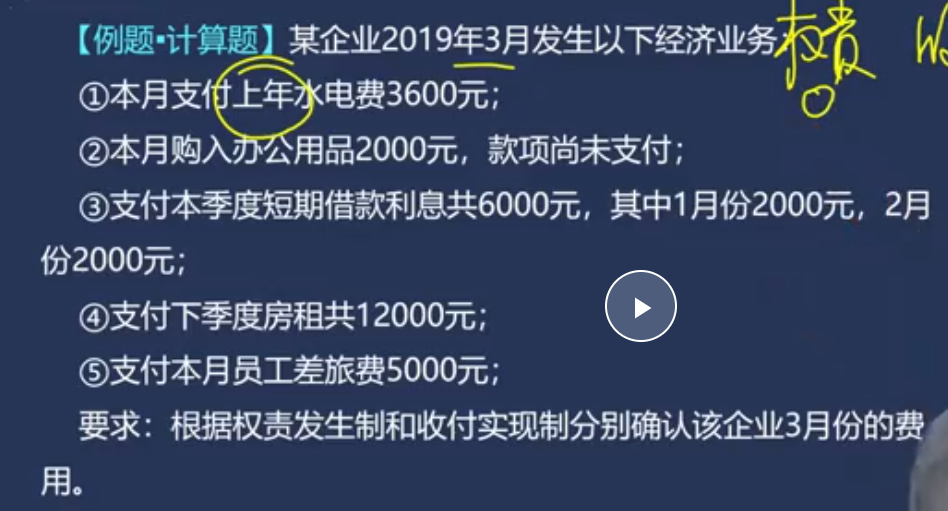 【例题·计算题】某企业2019年3月发生以下经济业务： 权责
0
①本月支付上年水电费3600元；
②本月购入办公用品2000元，款项尚未支付；
③支付本季度短期借款利息共6000元，其中1月份2000元，2月
份2000元；
④支付下季度房租共12000元；
⑤支付本月员工差旅费5000元；
要求：根据权责发生制和收付实现制分别确认该企业3月份的费
用。